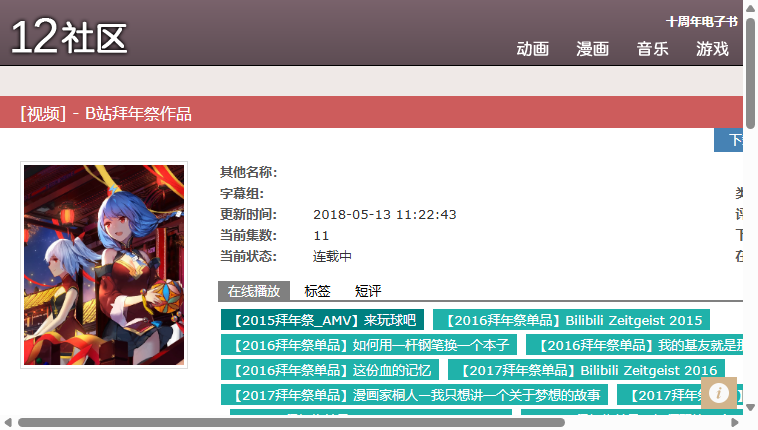 12社区
十周年电子书
动画 漫画 音乐 游戏
[视频] - B站拜年祭作品
其他名称:
字幕组:
更新时间: 2018-05-13 11:22:43
当前集数: 11
当前状态: 连载中
在线播放 标签 短评
【2015拜年祭_AMV】来玩球吧 【2016拜年祭单品】Bilibili Zeitgeist 2015
【2016拜年祭单品】如何用一杆钢笔换一个本子 【2016拜年祭单品】我的基友就是那
【2016拜年祭单品】这份血的记忆 【2017拜年祭单品】Bilibili Zeitgeist 2016
【2017拜年祭单品】漫画家桐人—我只想讲一个关于梦想的故事 【2017拜年祭